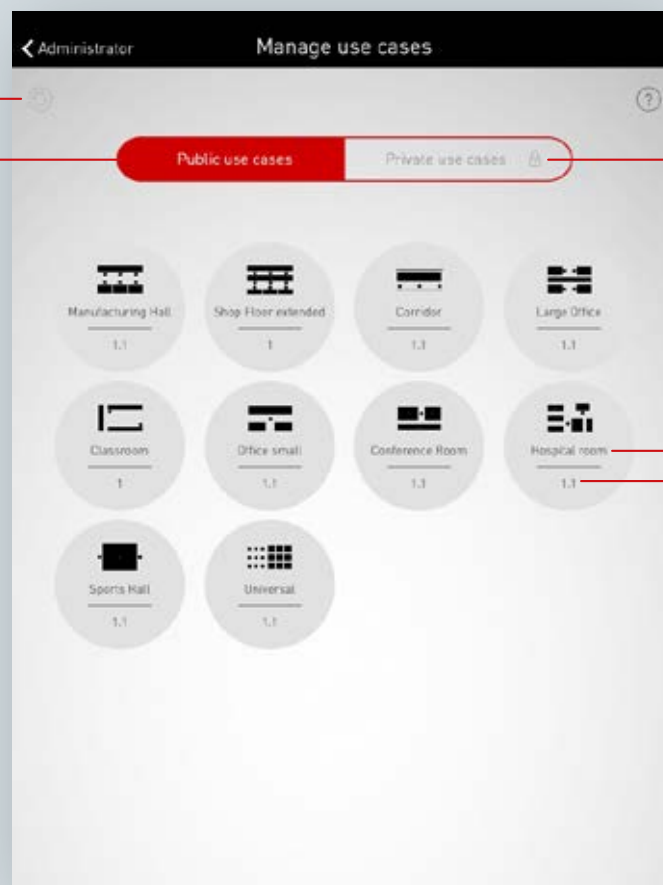 Administrator
Manage use cases
?
Public use cases
Private use cases
Manufacturing Hall
Shop Floor extended
Corridor
Large Office
1.1
1
1.1
1.1
Classroom
Office small
Conference Room
Hospital room
1
1.1
1.1
1.1
Sports Hall
Universal
1.1
1.1